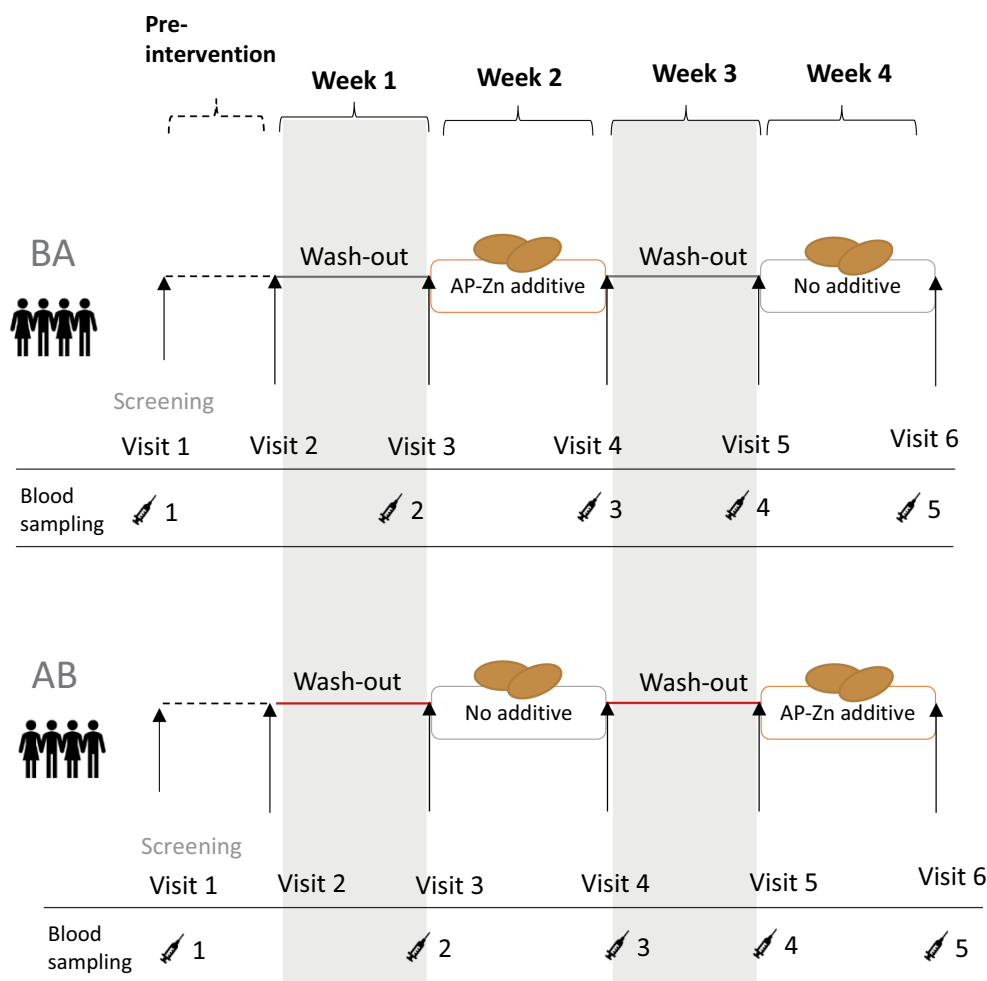 Pre-
intervention
Week 1
Week 2
Week 3
Week 4
BA
Wash-out
AP-Zn additive
Wash-out
No additive
Screening
Visit 1
Visit 2
Visit 3
Visit 4
Visit 5
Visit 6
Blood
sampling
1
2
3
4
5
AB
Wash-out
No additive
Wash-out
AP-Zn additive
Screening
Visit 1
Visit 2
Visit 3
Visit 4
Visit 5
Visit 6
Blood
sampling
1
2
3
4
5